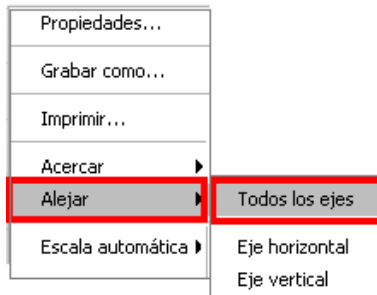 Propiedades...
Grabar como...
Imprimir...
Acercar
Alejar
Todos los ejes
Escala automática
Eje horizontal
Eje vertical